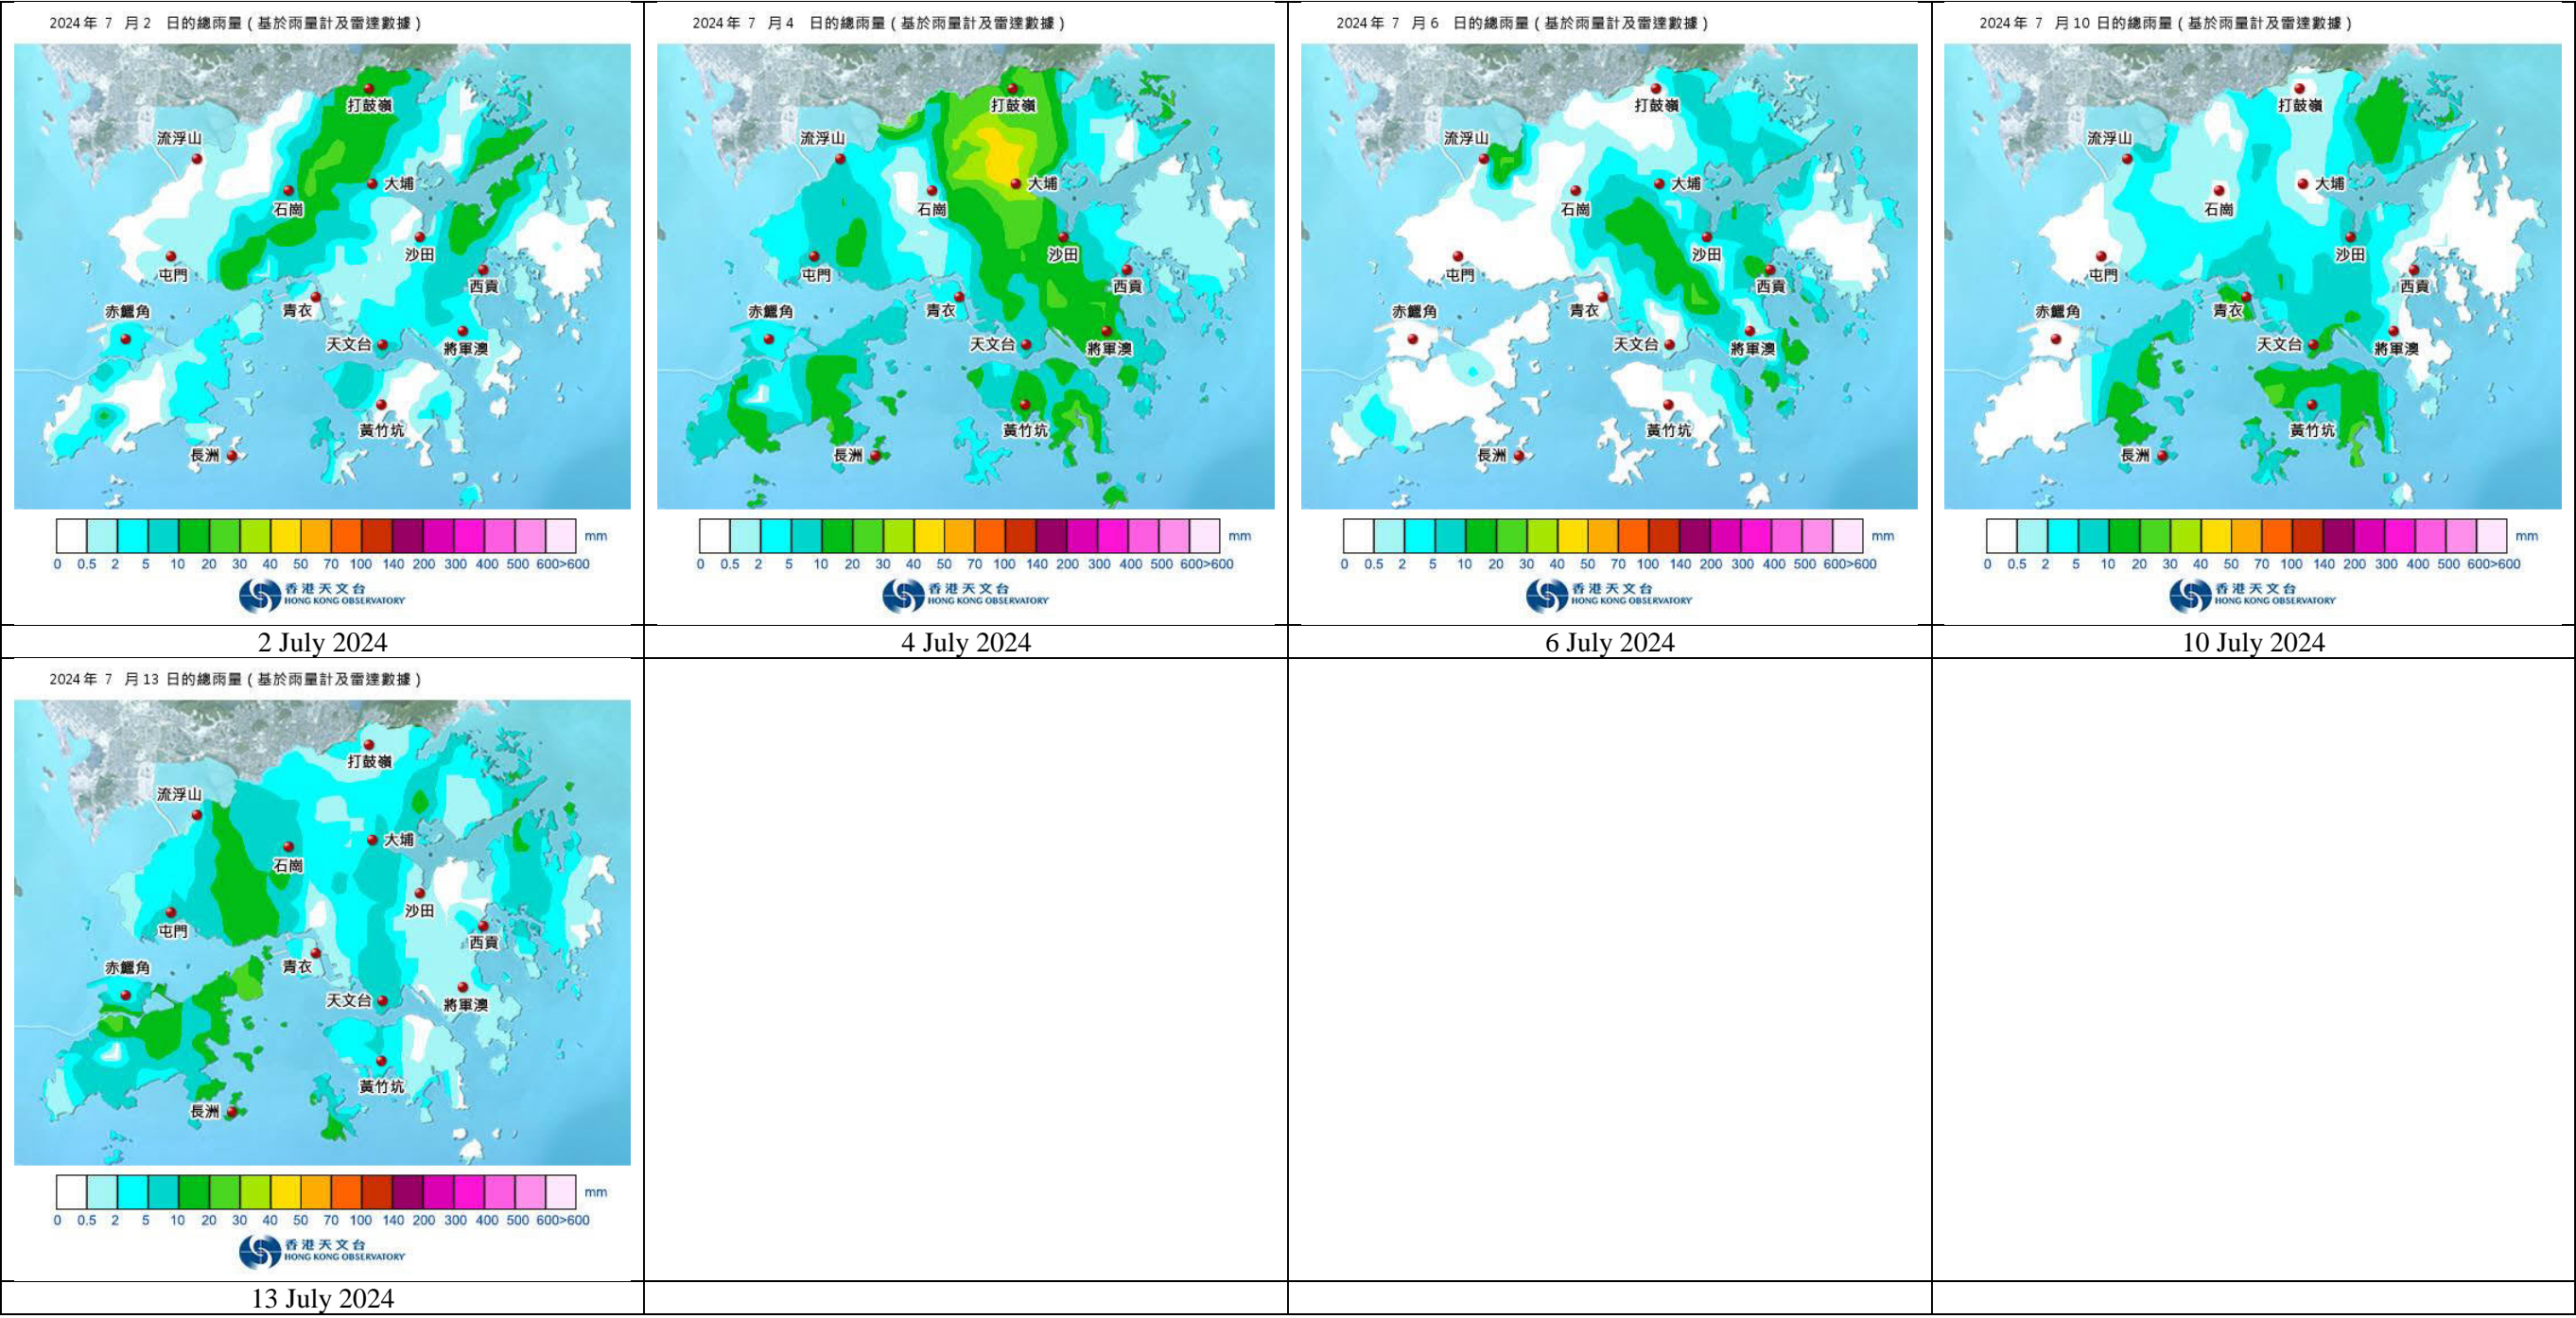 2024年 7 月 2 日的總雨量 ( 基於雨量計及雷達數據 )
打鼓嶺
流浮山
大埔
石崗
沙田
屯門
西貢
赤鱲角
青衣
天文台
將軍澳
黃竹坑
長洲
mm
0 0.5 2 5 10 20 30 40 50 70 100 140 200 300 400 500 600>600
香港天文台
HONG KONG OBSERVATORY
2 July 2024
2024年 7 月 4 日的總雨量 ( 基於雨量計及雷達數據 )
打鼓嶺
流浮山
大埔
石崗
沙田
屯門
西貢
赤鱲角
青衣
天文台
將軍澳
黃竹坑
長洲
mm
0 0.5 2 5 10 20 30 40 50 70 100 140 200 300 400 500 600>600
香港天文台
HONG KONG OBSERVATORY
4 July 2024
2024年 7 月 6 日的總雨量 ( 基於雨量計及雷達數據 )
打鼓嶺
流浮山
大埔
石崗
沙田
屯門
西貢
赤鱲角
青衣
天文台
將軍澳
黃竹坑
長洲
mm
0 0.5 2 5 10 20 30 40 50 70 100 140 200 300 400 500 600>600
香港天文台
HONG KONG OBSERVATORY
6 July 2024
2024年 7 月 10 日的總雨量 ( 基於雨量計及雷達數據 )
打鼓嶺
流浮山
大埔
石崗
沙田
屯門
西貢
赤鱲角
青衣
天文台
將軍澳
黃竹坑
長洲
mm
0 0.5 2 5 10 20 30 40 50 70 100 140 200 300 400 500 600>600
香港天文台
HONG KONG OBSERVATORY
10 July 2024
2024年 7 月 13 日的總雨量 ( 基於雨量計及雷達數據 )
打鼓嶺
流浮山
大埔
石崗
沙田
屯門
西貢
赤鱲角
青衣
天文台
將軍澳
黃竹坑
長洲
mm
0 0.5 2 5 10 20 30 40 50 70 100 140 200 300 400 500 600>600
香港天文台
HONG KONG OBSERVATORY
13 July 2024